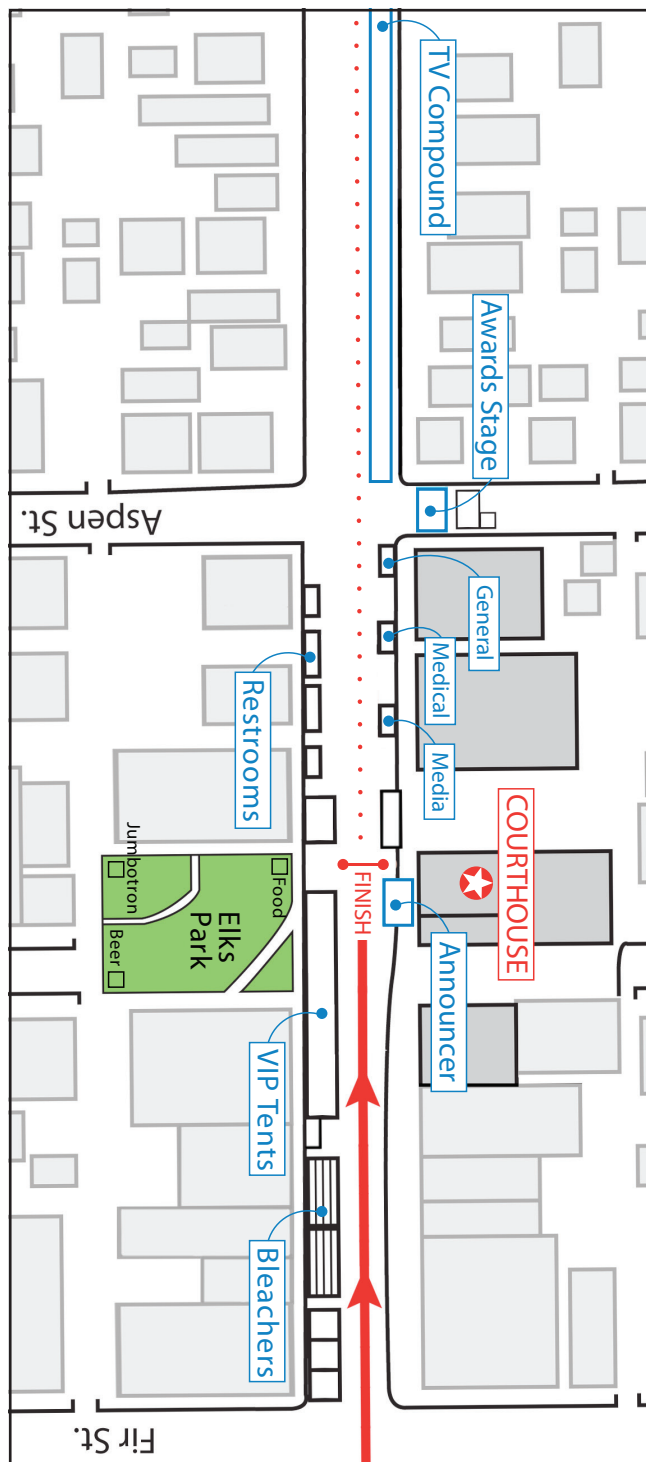 TV Compound
Awards Stage
Aspen St.
General
Medical
Media
Restrooms
COURTHOUSE
FINISH
Announcer
Food
Elks
Park
Jumbotron
Beer
VIP Tents
Bleachers
Fir St.